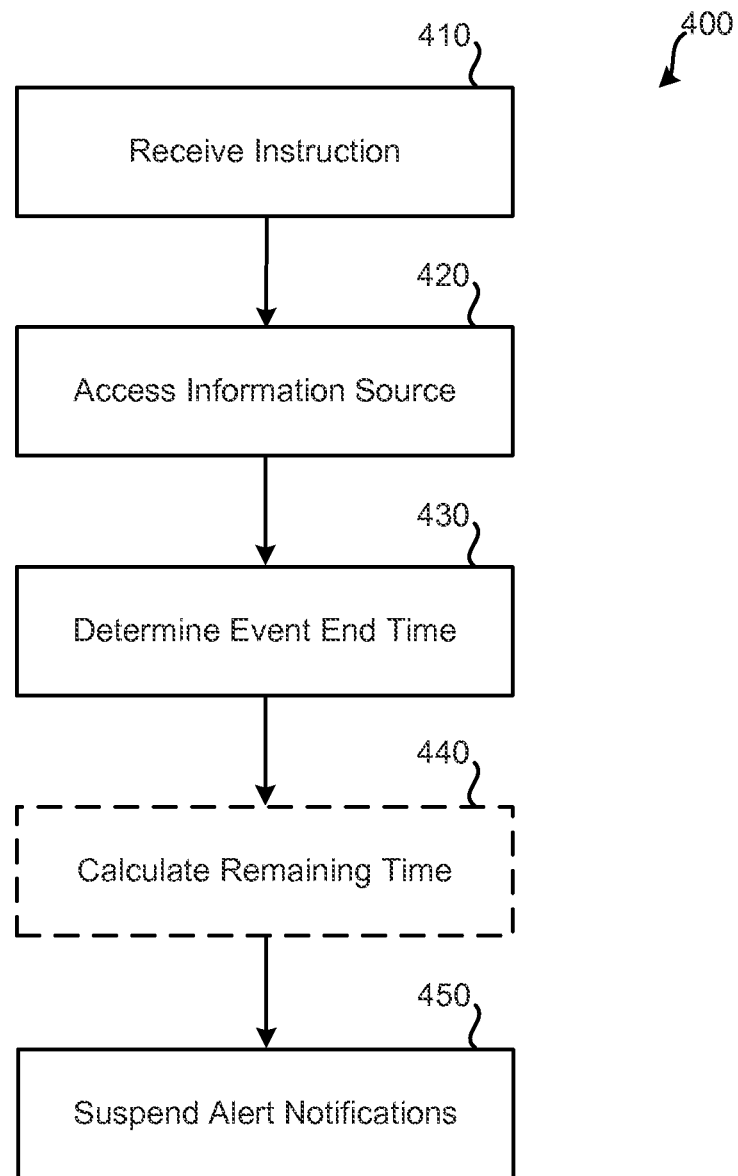 400
410
Receive Instruction
420
Access Information Source
430
Determine Event End Time
440
Calculate Remaining Time
450
Suspend Alert Notifications